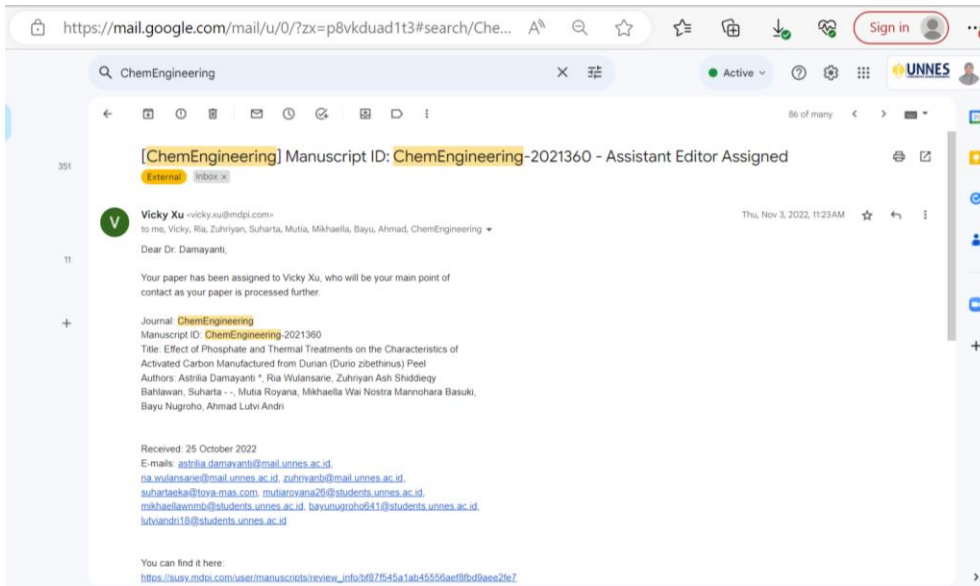 https://mail.google.com/mail/u/0/?zx=p8vkduad1t3#search/Che...
Sign in
ChemEngineering
Active
UNNES
86 of many
351
[ChemEngineering] Manuscript ID: ChemEngineering-2021360 - Assistant Editor Assigned
External Inbox x
V
Vicky Xu <vicky.xu@mdpi.com>
Thu, Nov 3, 2022, 11:23 AM
to me, Vicky, Ria, Zuhriyan, Suharta, Mutia, Mikhaella, Bayu, Ahmad, ChemEngineering
Dear Dr. Damayanti,
11
Your paper has been assigned to Vicky Xu, who will be your main point of
contact as your paper is processed further.
Journal: ChemEngineering
Manuscript ID: ChemEngineering-2021360
Title: Effect of Phosphate and Thermal Treatments on the Characteristics of
Activated Carbon Manufactured from Durian (Durio zibethinus) Peel
Authors: Astrilia Damayanti *, Ria Wulansarie, Zuhriyan Ash Shiddieqy
Bahlawan, Suharta - -, Mutia Royana, Mikhaella Wai Nostra Mannohara Basuki,
Bayu Nugroho, Ahmad Lutvi Andri
Received: 25 October 2022
E-mails: astrilia.damayanti@mail.unnes.ac.id,
ria.wulansarie@mail.unnes.ac.id, zuhriyanb@mail.unnes.ac.id,
suhartaeka@toya-mas.com, mutiaroyana26@students.unnes.ac.id,
mikhaellawnmb@students.unnes.ac.id, bayunugroho641@students.unnes.ac.id,
lutviandri18@students.unnes.ac.id
You can find it here:
https://susy.mdpi.com/user/manuscripts/review_info/bf87f545a1ab45556aef8fbd9aee2fe7